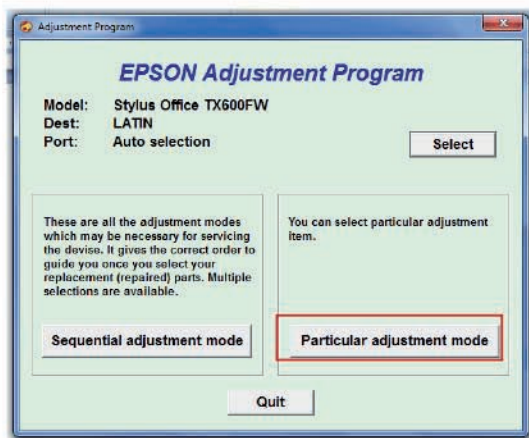 Adjustment Program
EPSON Adjustment Program
Model: Stylus Office TX600FW
Dest: LATIN
Port: Auto selection
Select
These are all the adjustment modes
which may be necessary for servicing
the devise. It gives the correct order to
guide you once you select your
replacement (repaired) parts. Multiple
selections are available.
You can select particular adjustment
item.
Sequential adjustment mode
Particular adjustment mode
Quit